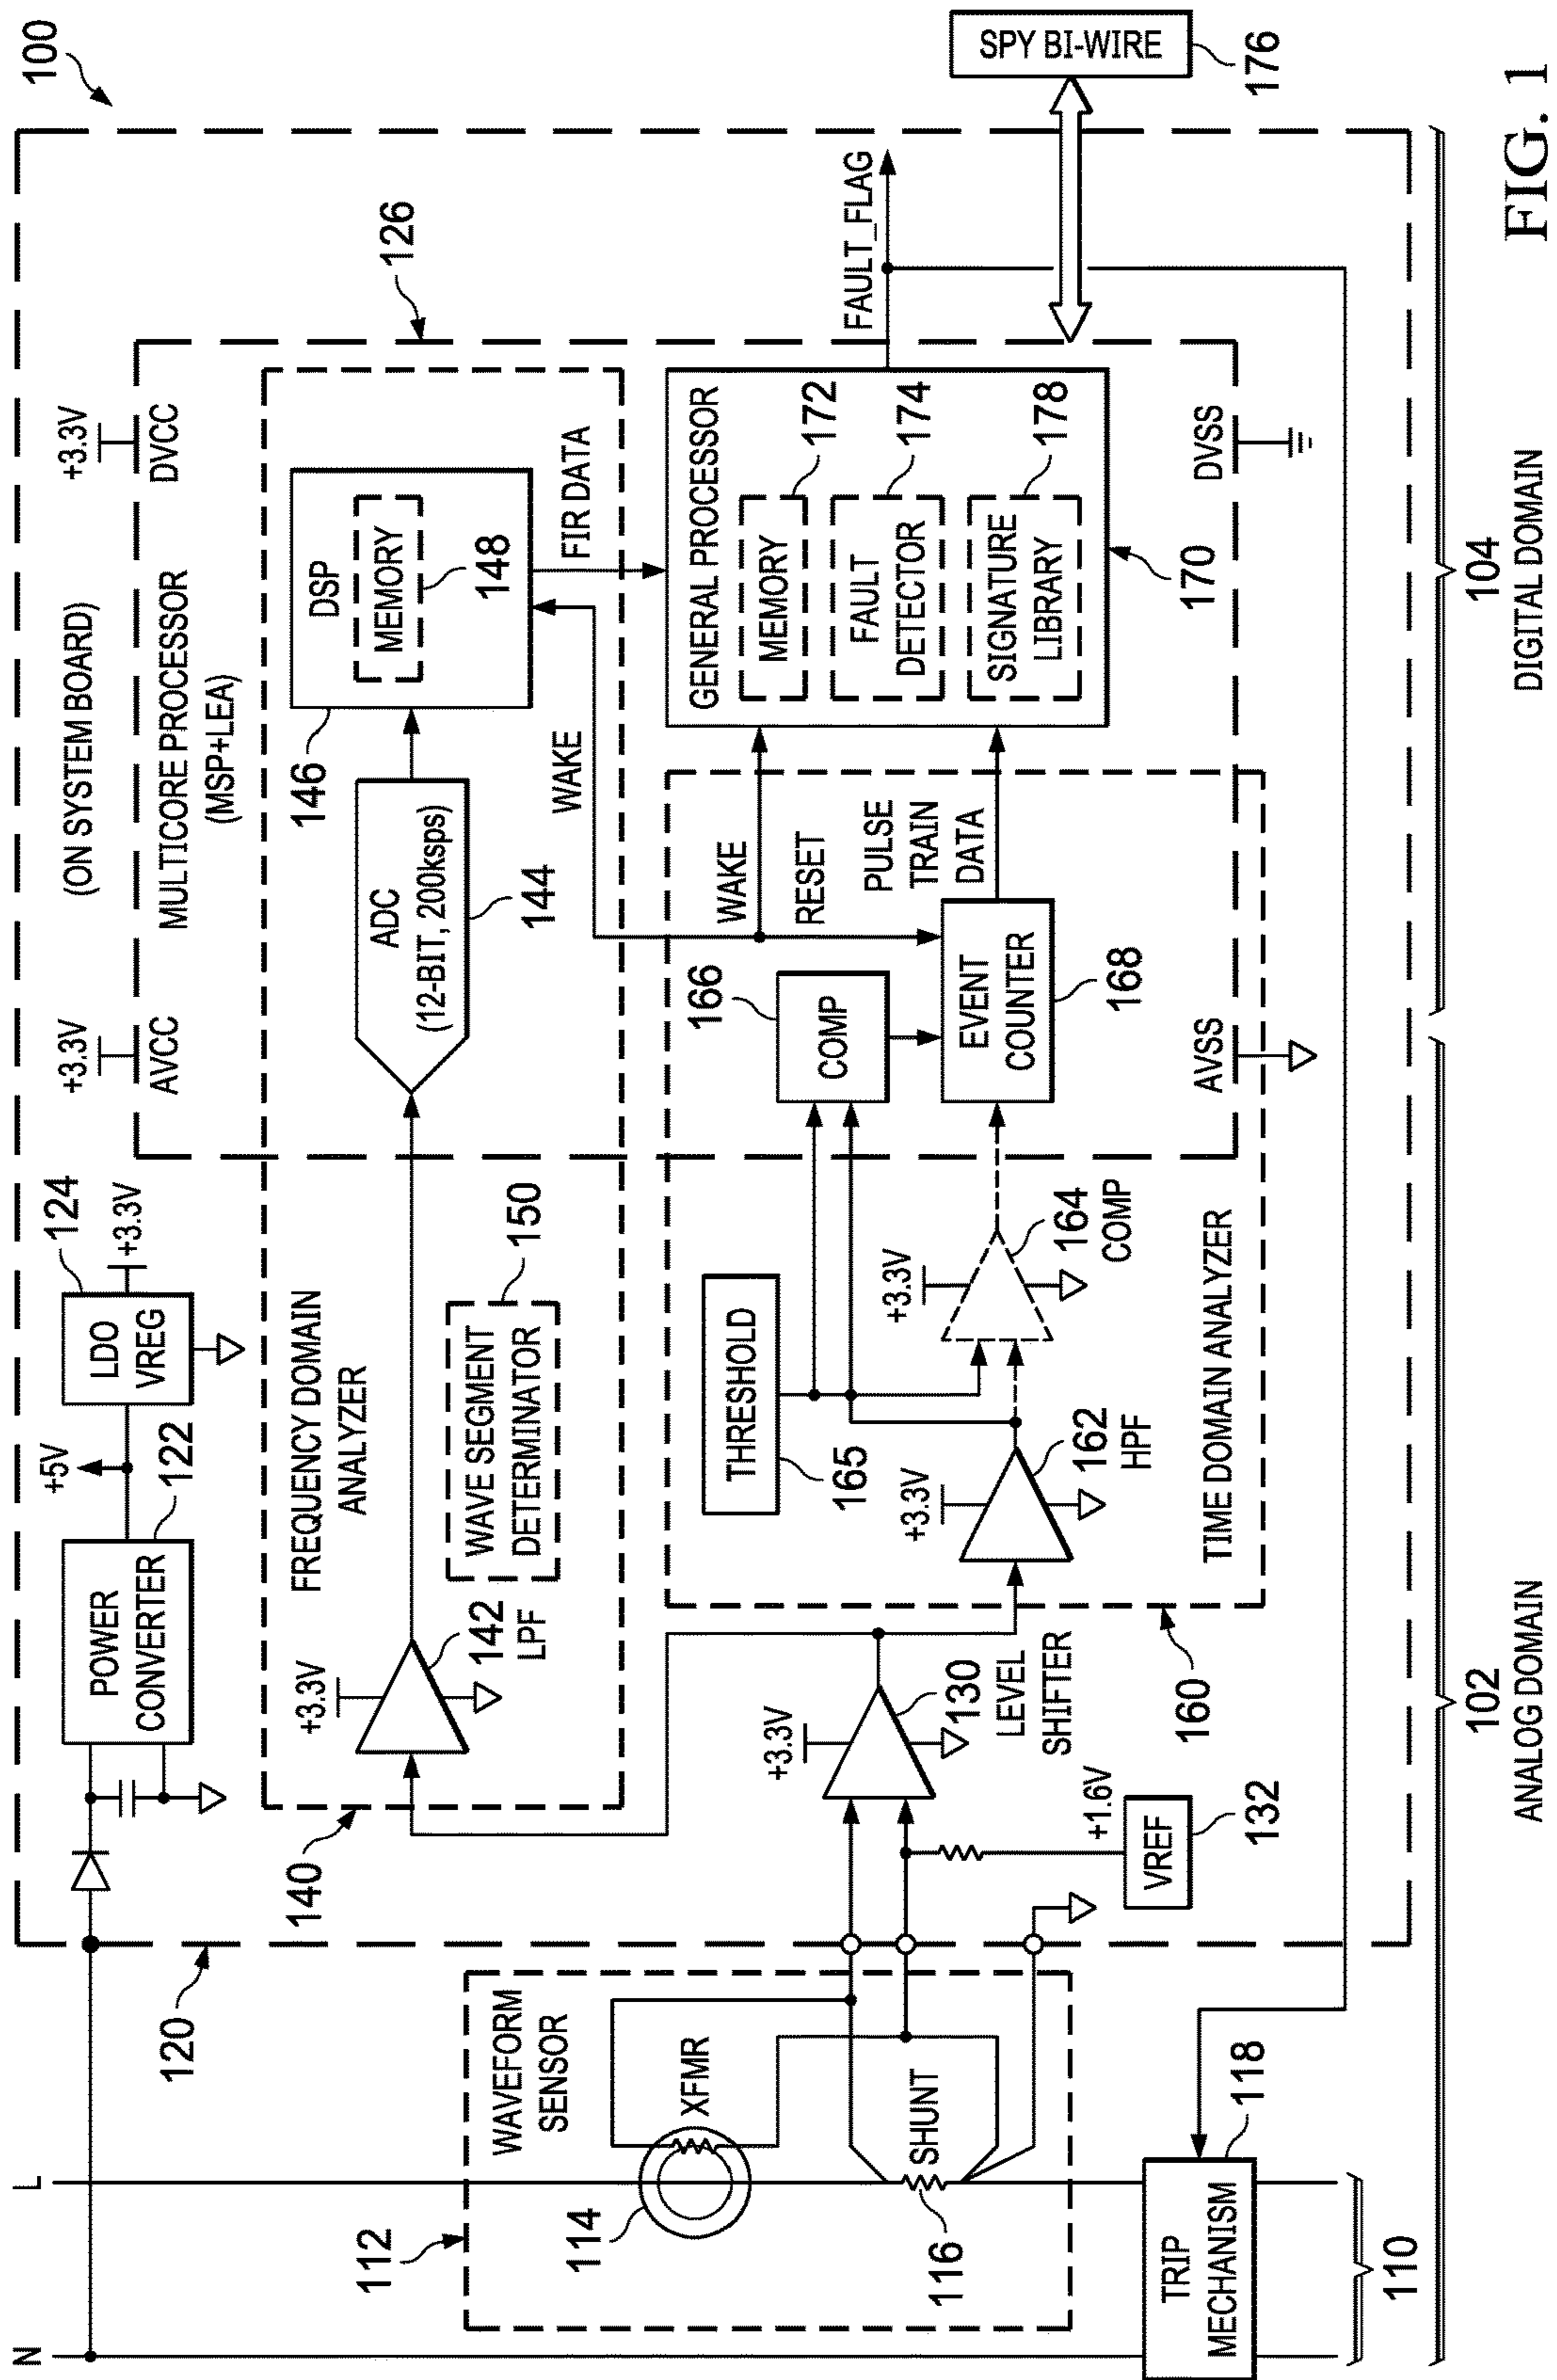 100
(ON SYSTEM BOARD)
120
N
L
110
112
WAVEFORM
SENSOR
114
XFMR
116
SHUNT
TRIP
MECHANISM
118
POWER
CONVERTER
122
+5V
LDO
VREG
124
+3.3V
+3.3V
AVCC
+3.3V
DVCC
MULTICORE PROCESSOR
(MSP+LEA)
126
140
FREQUENCY DOMAIN
ANALYZER
+3.3V
142
LPF
WAVE SEGMENT
DETERMINATOR
150
ADC
(12-BIT, 200ksps)
144
146
DSP
MEMORY
148
FIR DATA
WAKE
+3.3V
130
LEVEL
SHIFTER
+1.6V
VREF
132
160
TIME DOMAIN ANALYZER
+3.3V
162
HPF
THRESHOLD
165
+3.3V
164
COMP
166
COMP
EVENT
COUNTER
168
WAKE
RESET
PULSE
TRAIN
DATA
GENERAL PROCESSOR
MEMORY
172
FAULT
DETECTOR
174
SIGNATURE
LIBRARY
178
170
AVSS
DVSS
FAULT_FLAG
SPY BI-WIRE
176
102
ANALOG DOMAIN
104
DIGITAL DOMAIN
FIG. 1